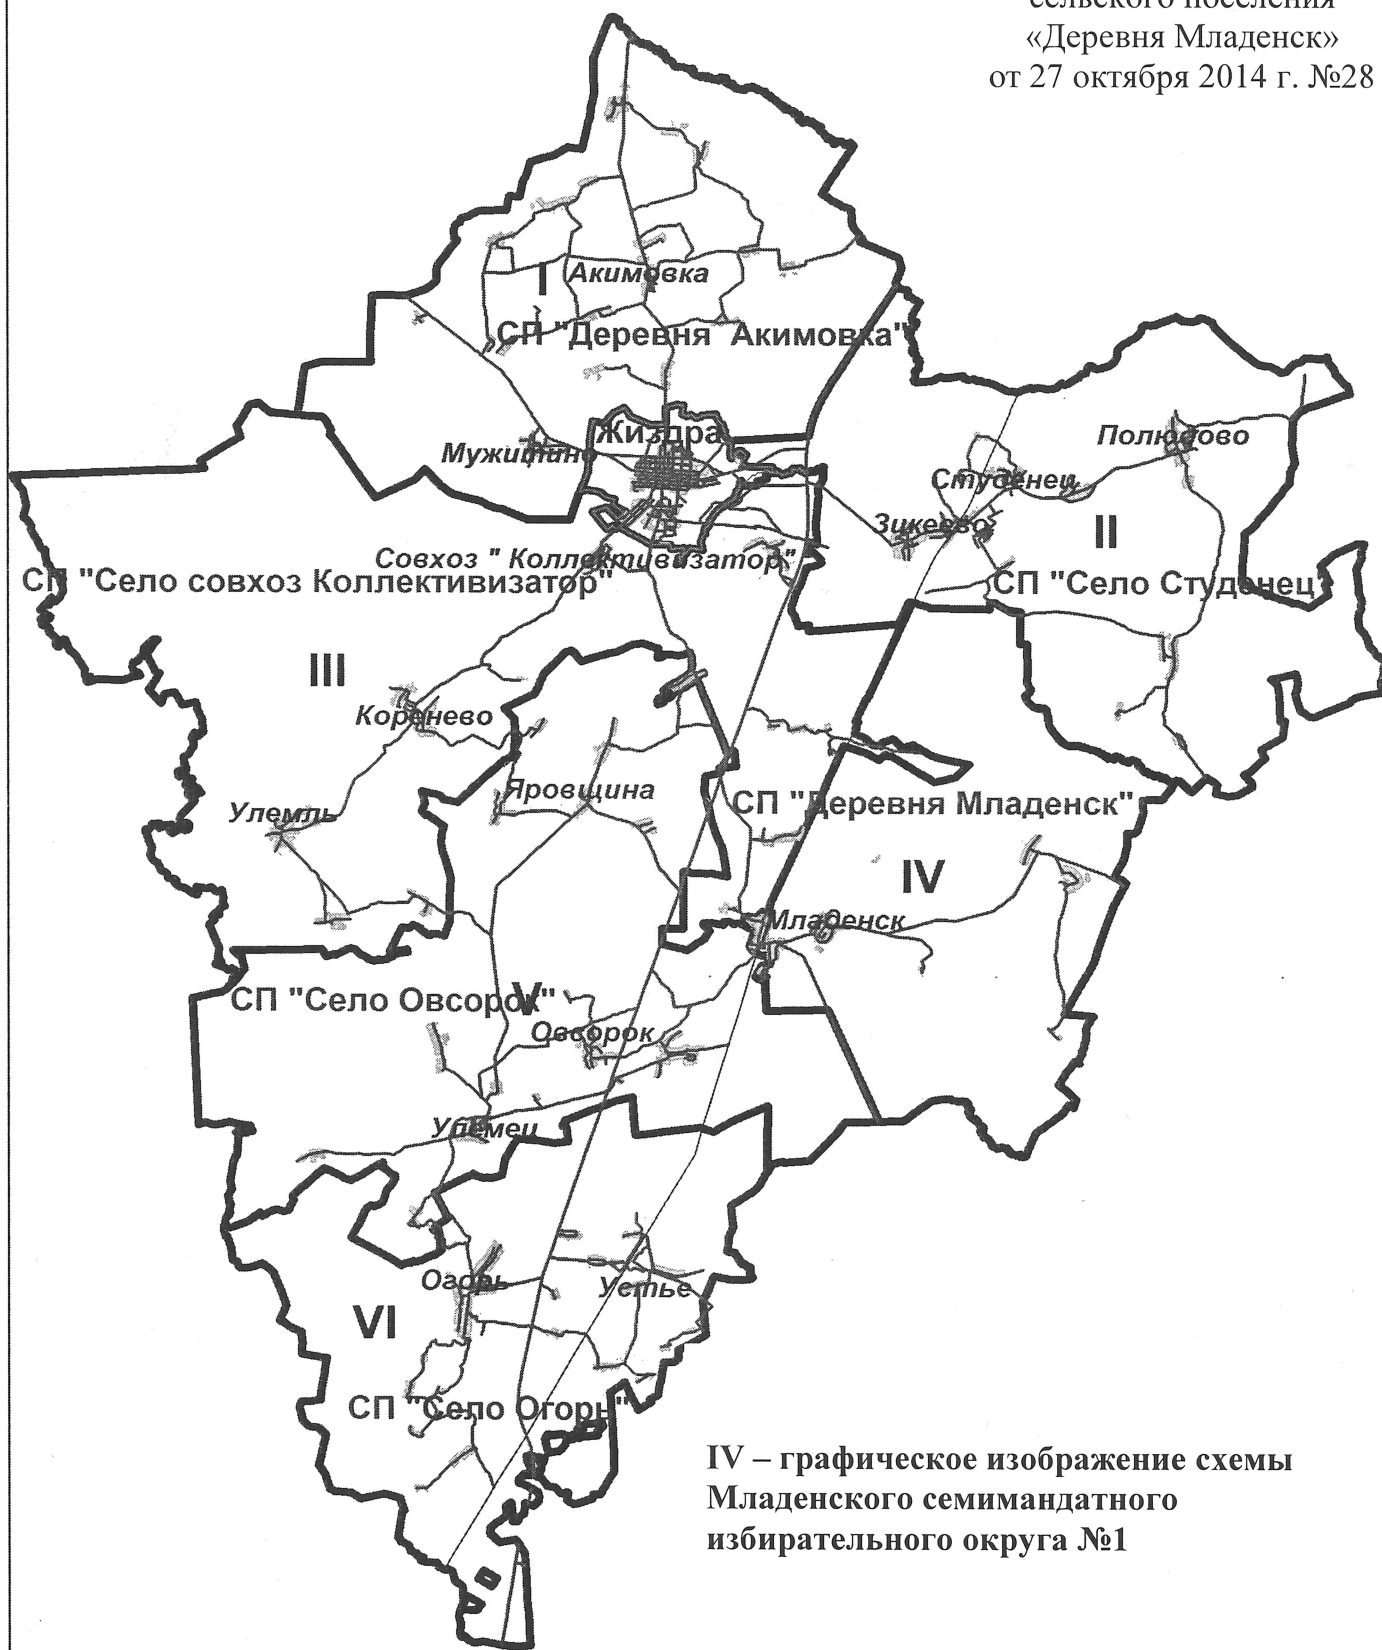 сельского поселения
«Деревня Младенск»
от 27 октября 2014 г. №28
I
Акимовка
СП "Деревня Акимовка"
Жиздра
Мужитино
Полюдово
Студенец
Зикеево
II
Совхоз " Коллективизатор"
СП "Село совхоз Коллективизатор"
СП "Село Студенец"
III
Коренево
Яровщина
Улемль
СП "Деревня Младенск"
IV
Младенск
СП "Село Овсорок"
V
Овсорок
Улемец
Огорь
Устье
VI
СП "Село Огорь"
IV – графическое изображение схемы
Младенского семимандатного
избирательного округа №1